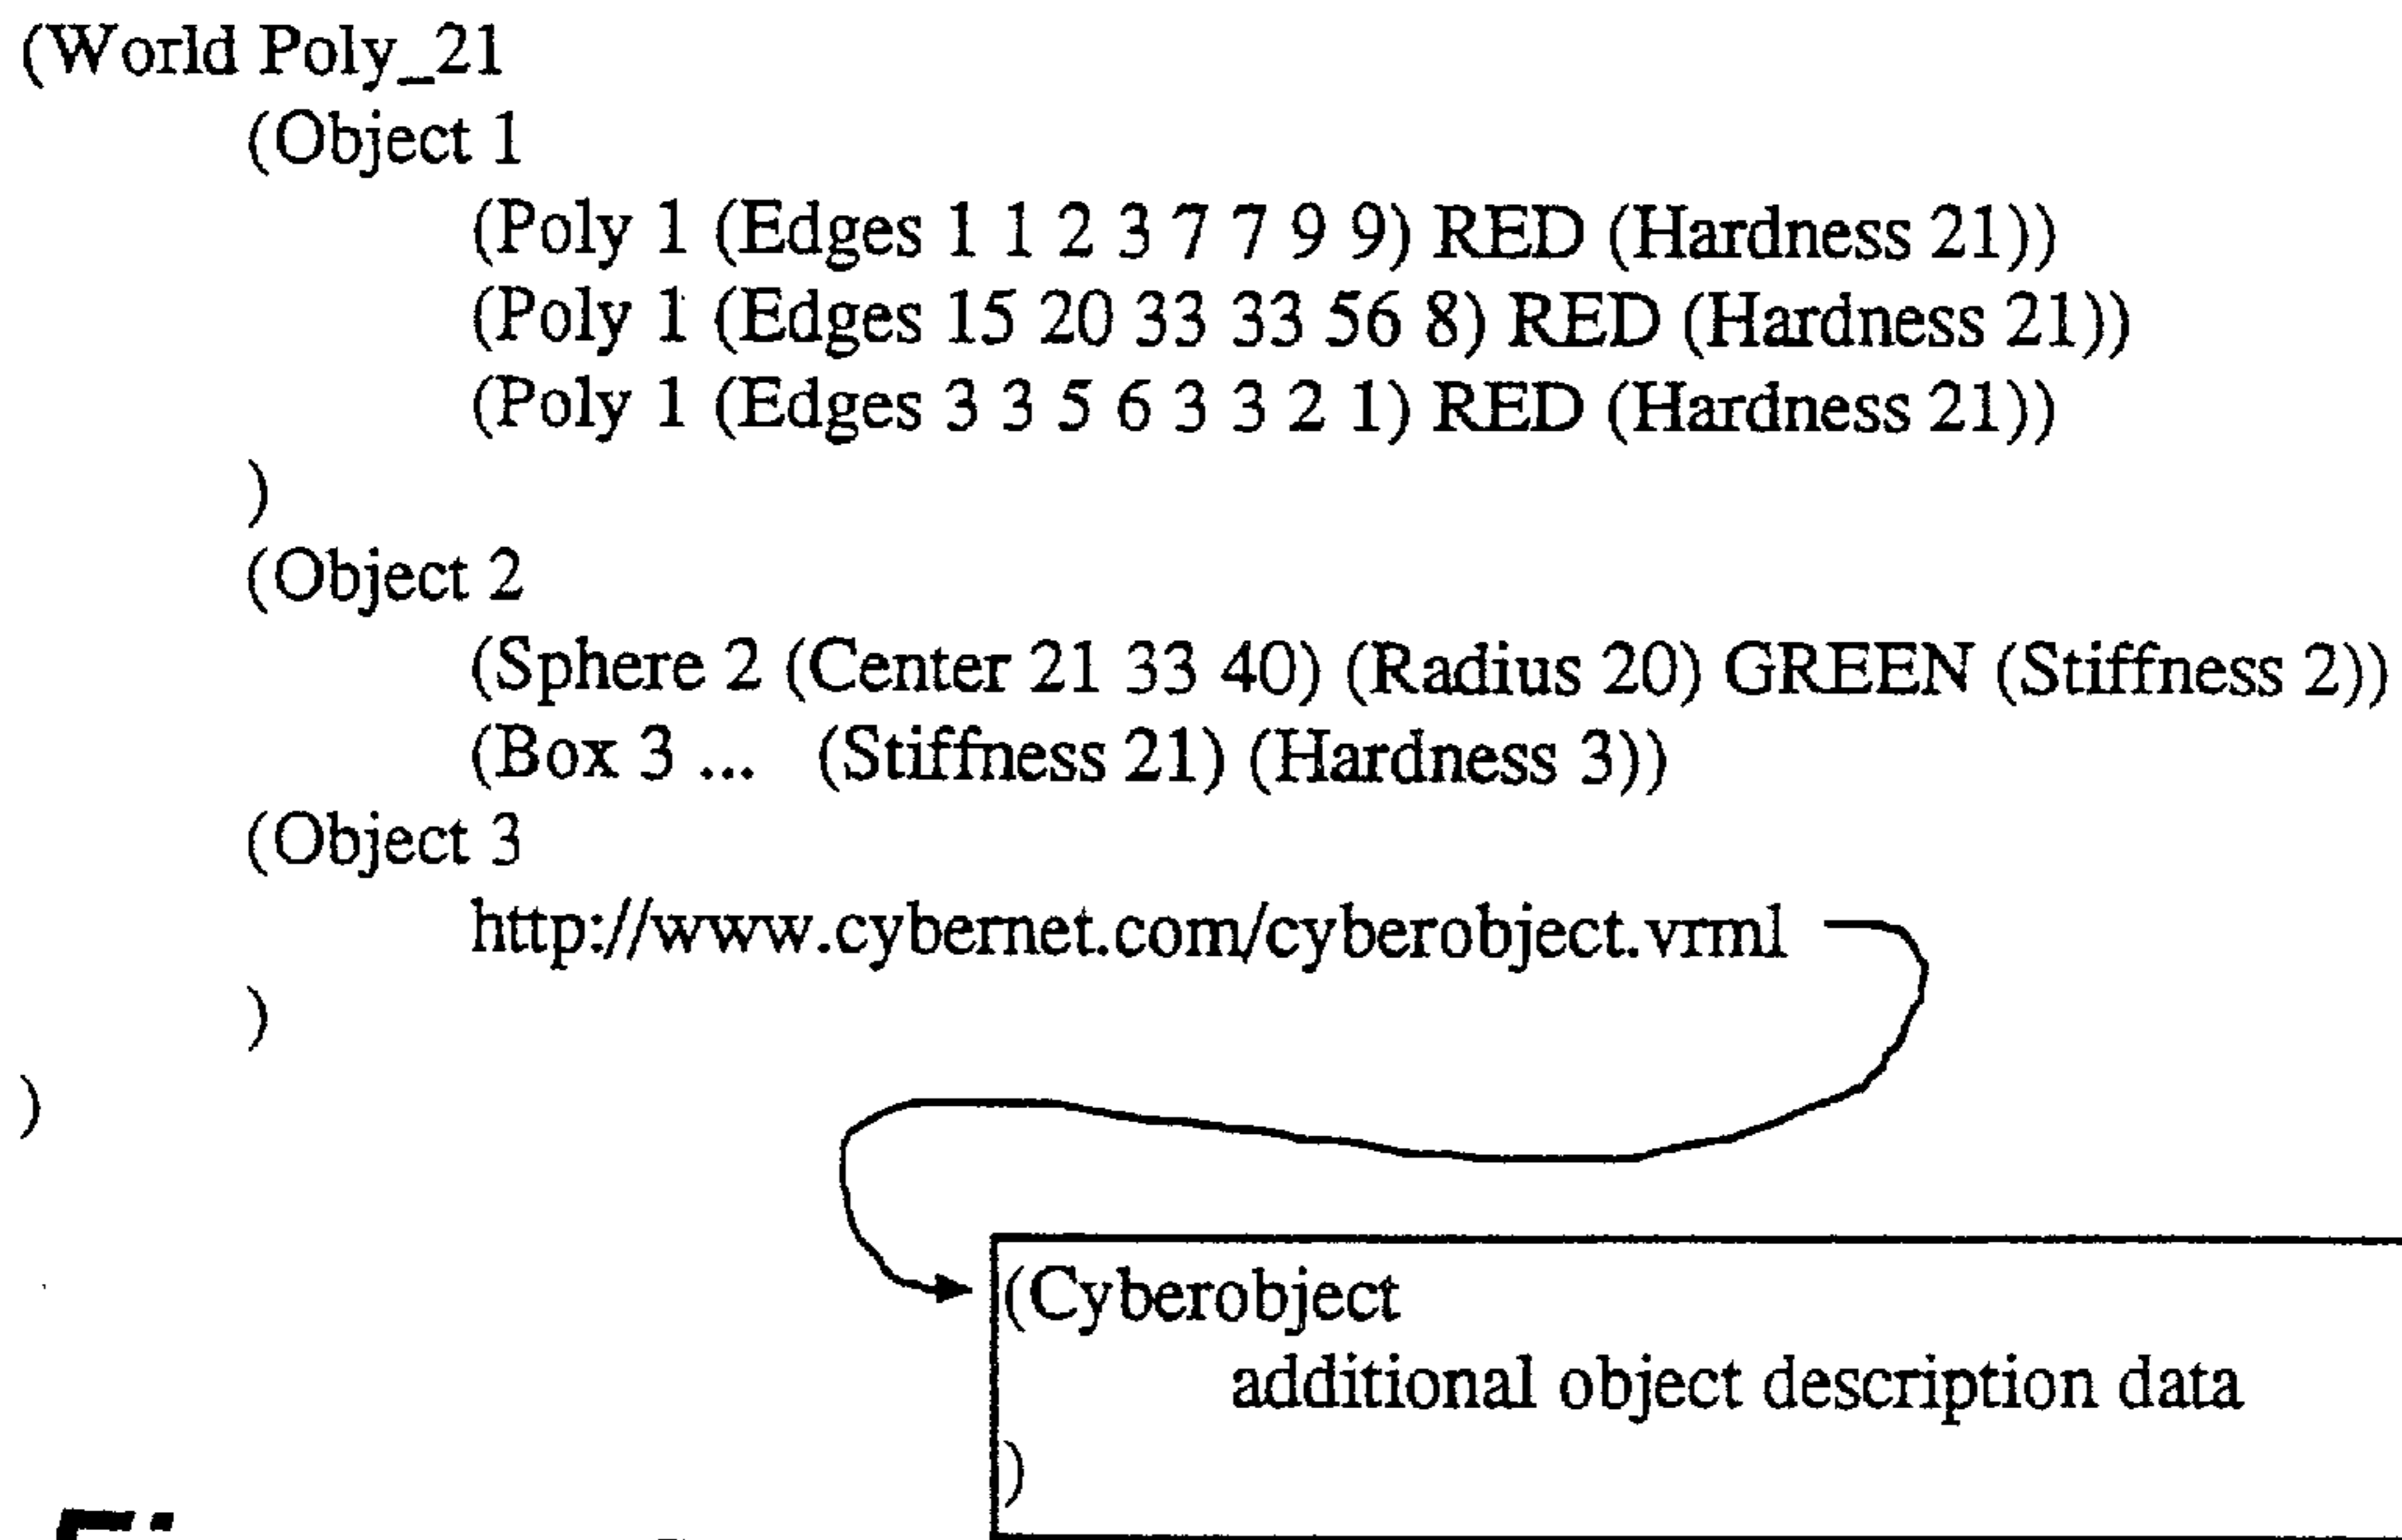 (World Poly_21
(Object 1
(Poly 1 (Edges 1 1 2 3 7 7 9 9) RED (Hardness 21))
(Poly 1 (Edges 15 20 33 33 56 8) RED (Hardness 21))
(Poly 1 (Edges 3 3 5 6 3 3 2 1) RED (Hardness 21))
)
(Object 2
(Sphere 2 (Center 21 33 40) (Radius 20) GREEN (Stiffness 2))
(Box 3 ... (Stiffness 21) (Hardness 3))
(Object 3
http://www.cybernet.com/cyberobject.vrml
)
)
(Cyberobject
additional object description data
)